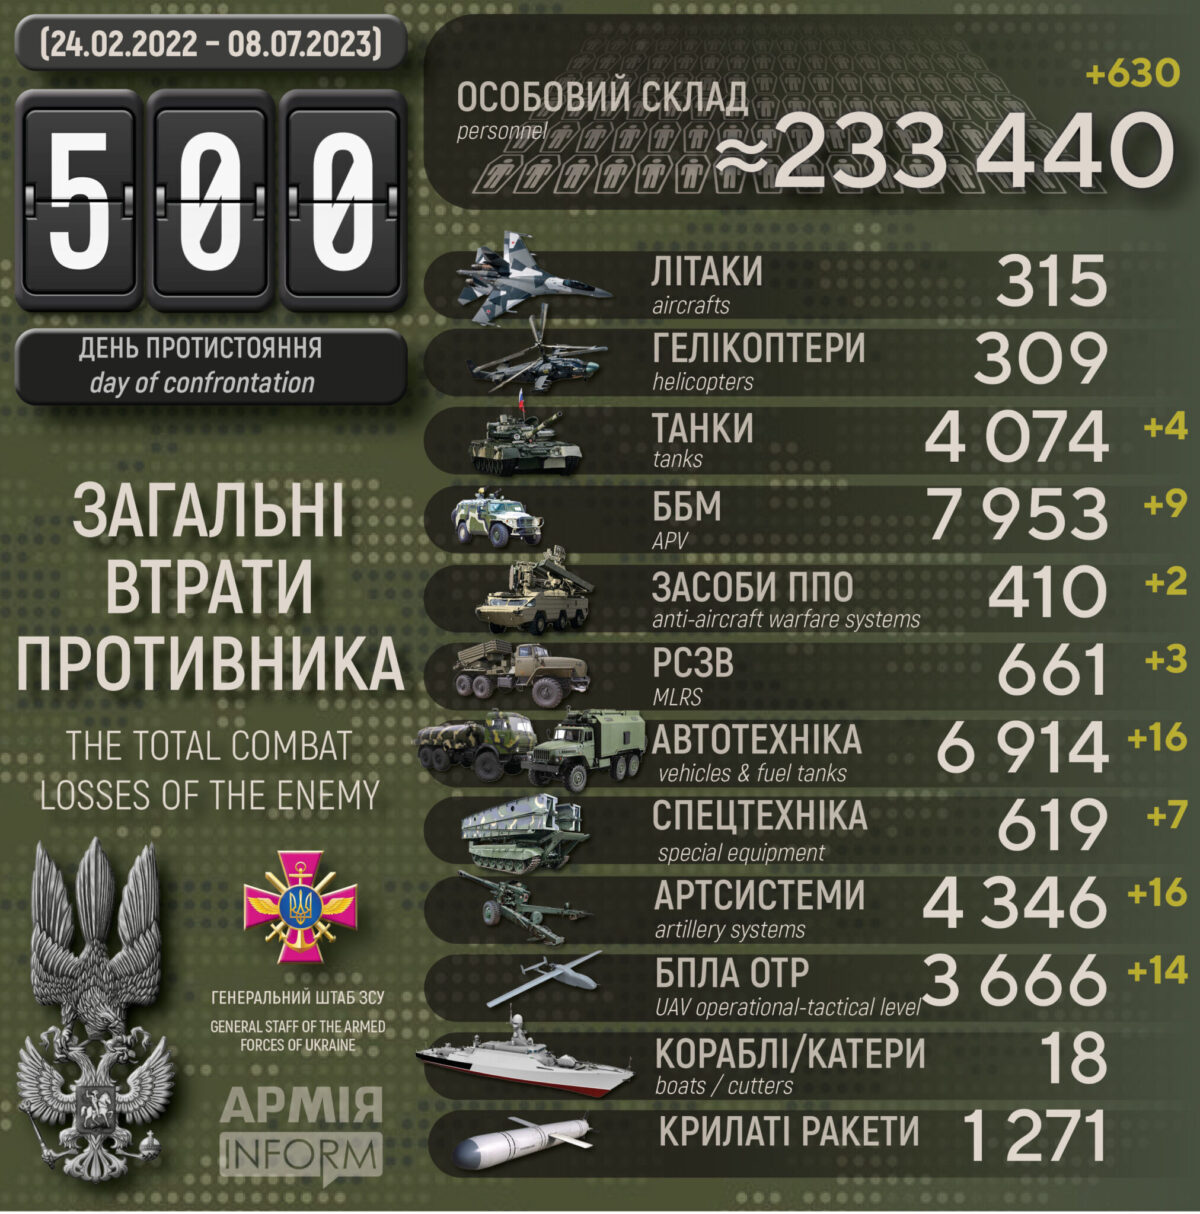 (24.02.2022 – 08.07.2023)
500
ДЕНЬ ПРОТИСТОЯННЯ
day of confrontation
ЗАГАЛЬНІ
ВТРАТИ
ПРОТИВНИКА
THE TOTAL COMBAT
LOSSES OF THE ENEMY
ГЕНЕРАЛЬНИЙ ШТАБ ЗСУ
GENERAL STAFF OF THE ARMED
FORCES OF UKRAINE
АРМІЯ
INFORM
+630
ОСОБОВИЙ СКЛАД
personnel
≈233 440
ЛІТАКИ 315
aircrafts
ГЕЛІКОПТЕРИ 309
helicopters
ТАНКИ 4 074 +4
tanks
ББМ 7 953 +9
APV
ЗАСОБИ ППО 410 +2
anti-aircraft warfare systems
РСЗВ 661 +3
MLRS
АВТОТЕХНІКА 6 914 +16
vehicles & fuel tanks
СПЕЦТЕХНІКА 619 +7
special equipment
АРТСИСТЕМИ 4 346 +16
artillery systems
БПЛА ОТР 3 666 +14
UAV operational-tactical level
КОРАБЛІ/КАТЕРИ 18
boats / cutters
КРИЛАТІ РАКЕТИ 1 271